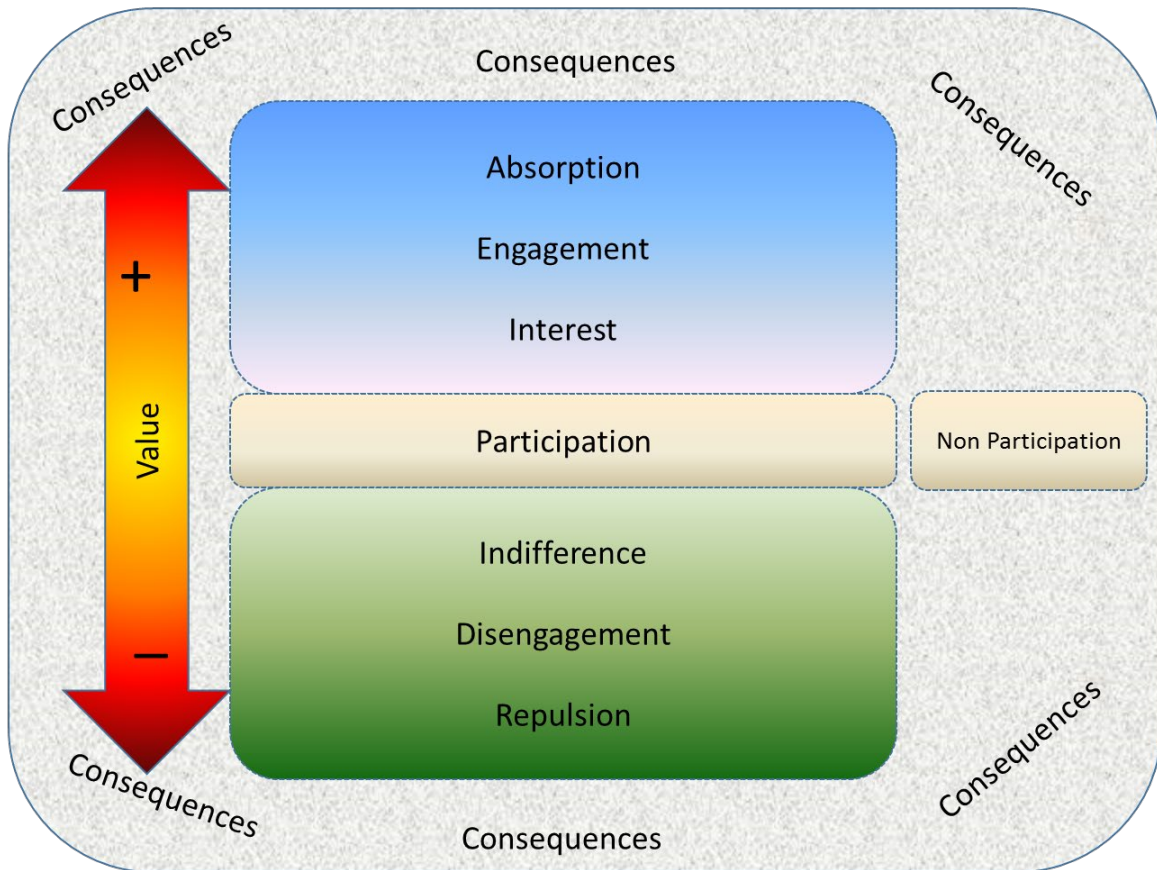 Consequences
Consequences
Consequences
Absorption
Engagement
+
Interest
Value
Participation
Non Participation
Indifference
Disengagement
–
Repulsion
Consequences
Consequences
Consequences